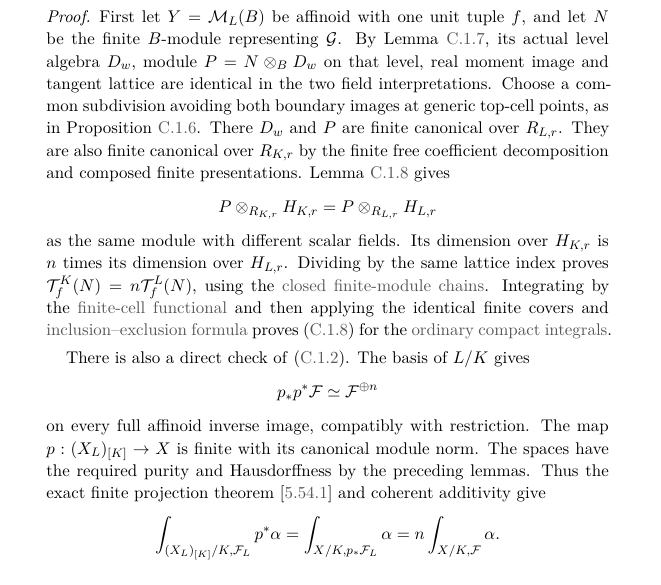 Proof. First let Y = ℳ_L(B) be affinoid with one unit tuple f, and let N
be the finite B-module representing 𝒢. By Lemma C.1.7, its actual level
algebra D_w, module P = N ⊗_B D_w on that level, real moment image and
tangent lattice are identical in the two field interpretations. Choose a com-
mon subdivision avoiding both boundary images at generic top-cell points, as
in Proposition C.1.6. There D_w and P are finite canonical over R_{L,r}. They
are also finite canonical over R_{K,r} by the finite free coefficient decomposition
and composed finite presentations. Lemma C.1.8 gives
P ⊗_{R_{K,r}} H_{K,r} = P ⊗_{R_{L,r}} H_{L,r}
as the same module with different scalar fields. Its dimension over H_{K,r} is
n times its dimension over H_{L,r}. Dividing by the same lattice index proves
𝒯_f^K(N) = n𝒯_f^L(N), using the closed finite-module chains. Integrating by
the finite-cell functional and then applying the identical finite covers and
inclusion–exclusion formula proves (C.1.8) for the ordinary compact integrals.
There is also a direct check of (C.1.2). The basis of L/K gives
p_*p^*ℱ ≃ ℱ^{⊕n}
on every full affinoid inverse image, compatibly with restriction. The map
p : (X_L)_{[K]} → X is finite with its canonical module norm. The spaces have
the required purity and Hausdorffness by the preceding lemmas. Thus the
exact finite projection theorem [5.54.1] and coherent additivity give
∫_{(X_L)_{[K]}/K,ℱ_L} p^*α = ∫_{X/K,p_*ℱ_L} α = n ∫_{X/K,ℱ} α.